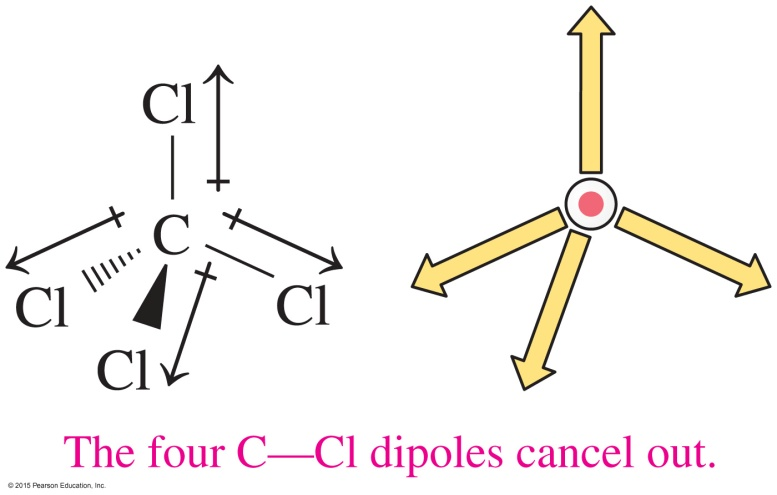 Cl
C
Cl
Cl
Cl
The four C—Cl dipoles cancel out.
© 2015 Pearson Education, Inc.